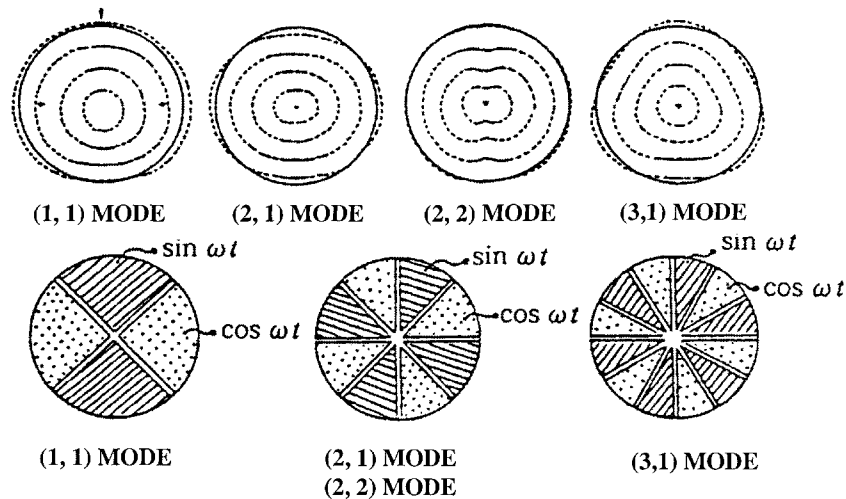 (1, 1) MODE
(2, 1) MODE
(2, 2) MODE
(3,1) MODE
sin ωt
cos ωt
sin ωt
cos ωt
sin ωt
cos ωt
(1, 1) MODE
(2, 1) MODE
(2, 2) MODE
(3,1) MODE